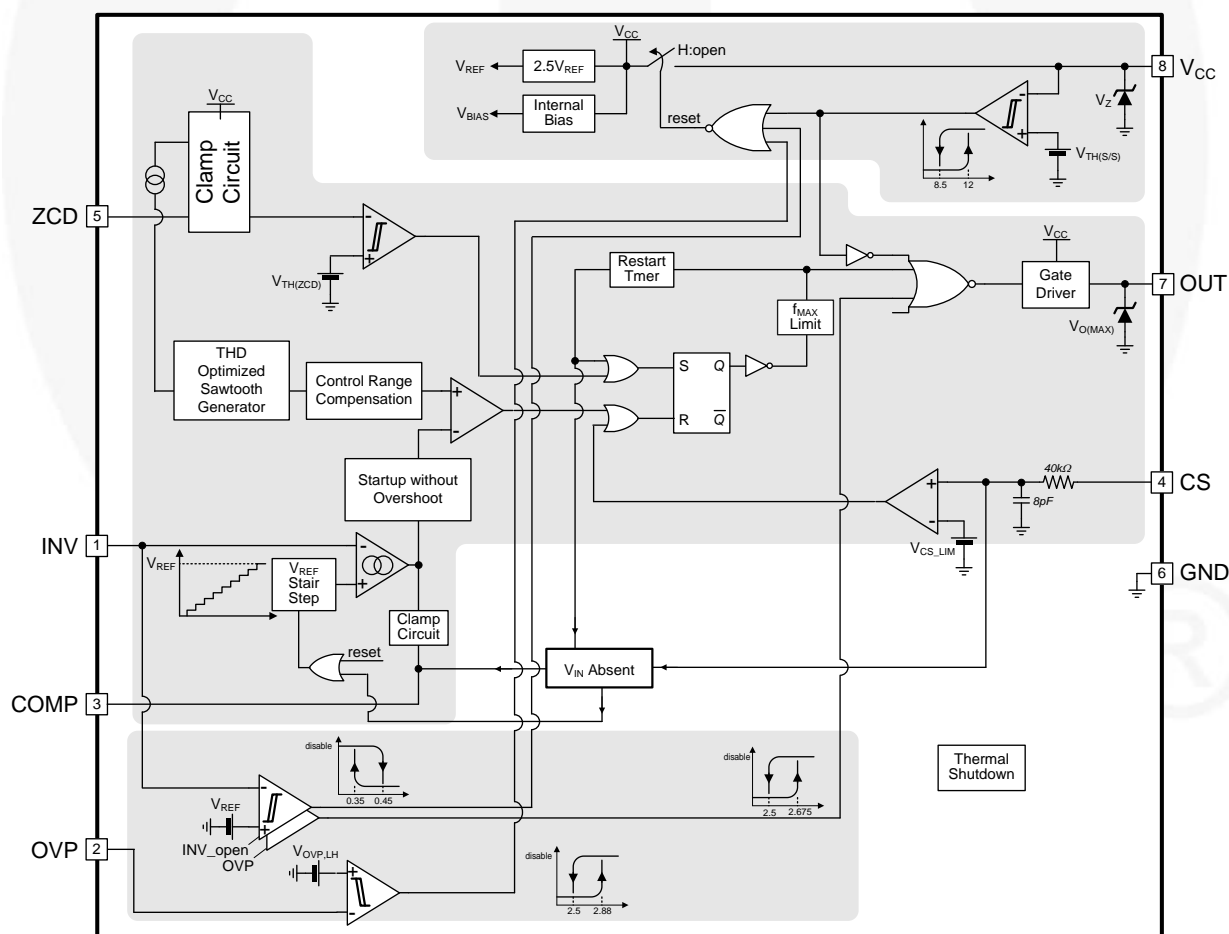 VCC
H:open
VREF
2.5VREF
8
VCC
VBIAS
Internal
Bias
reset
VZ
VTH(S/S)
8.5
12
VCC
Clamp
Circuit
ZCD
5
VTH(ZCD)
Restart
Tmer
VCC
Gate
Driver
7
OUT
VO(MAX)
fMAX
Limit
THD
Optimized
Sawtooth
Generator
Control Range
Compensation
S
Q
R
Q
Startup without
Overshoot
40kΩ
8pF
4
CS
VCS_LIM
INV
1
VREF
VREF
Stair
Step
6
GND
Clamp
Circuit
reset
VIN Absent
COMP
3
disable
0.35
0.45
disable
2.5
2.675
Thermal
Shutdown
VREF
INV_open
OVP
OVP
2
VOVP,LH
disable
2.5
2.88
+
-
+
-
+
-
+
-
+
-
+
-
+
-
R